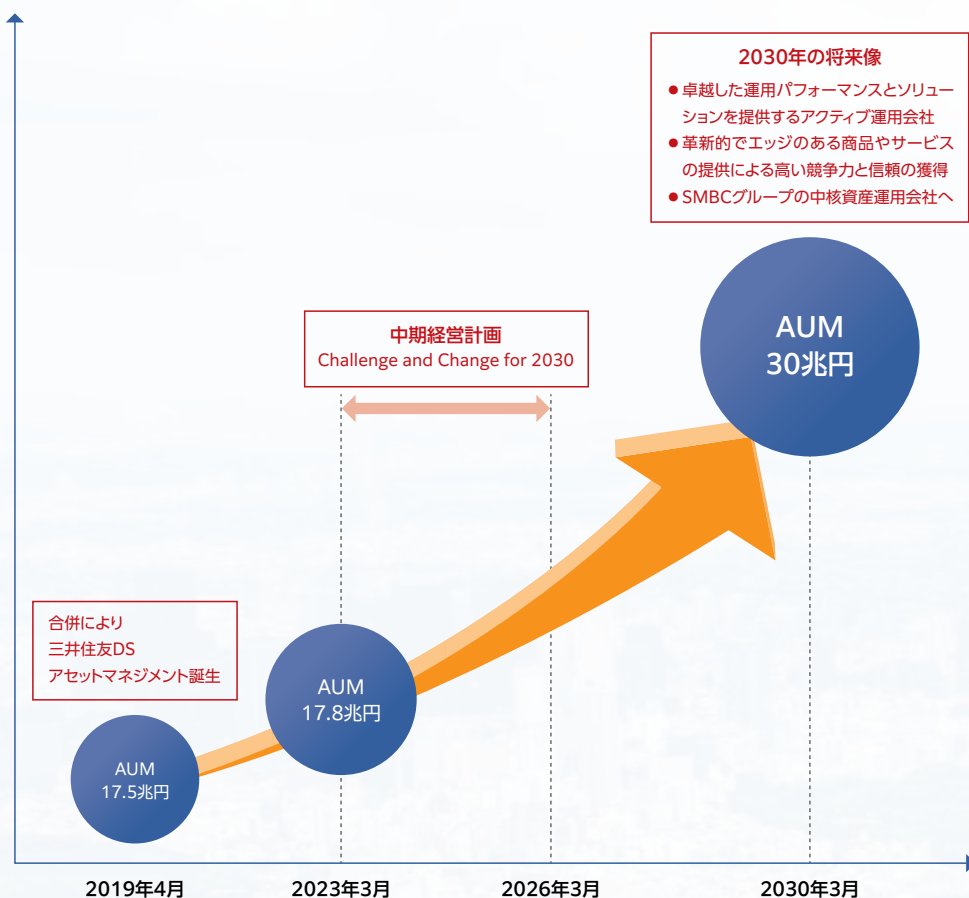 2030年の将来像
●卓越した運用パフォーマンスとソリュー
ションを提供するアクティブ運用会社
●革新的でエッジのある商品やサービス
の提供による高い競争力と信頼の獲得
●SMBCグループの中核資産運用会社へ
中期経営計画
Challenge and Change for 2030
AUM
30兆円
合併により
三井住友DS
アセットマネジメント誕生
AUM
17.8兆円
AUM
17.5兆円
2019年4月
2023年3月
2026年3月
2030年3月